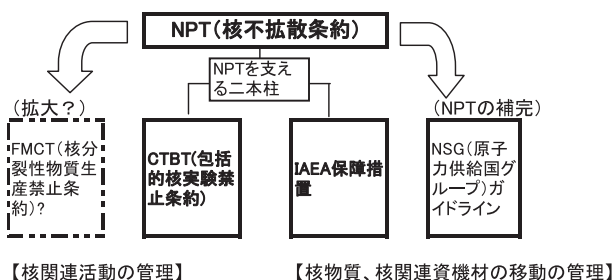 NPT(核不拡散条約)
NPTを支え
る二本柱
(拡大?)
(NPTの補完)
FMCT(核分
裂性物質生
産禁止条
約)?
CTBT(包括
的核実験禁
止条約)
IAEA保障措
置
NSG(原子
力供給国グ
ループ)ガ
イドライン
【核関連活動の管理】
【核物質、核関連資機材の移動の管理】